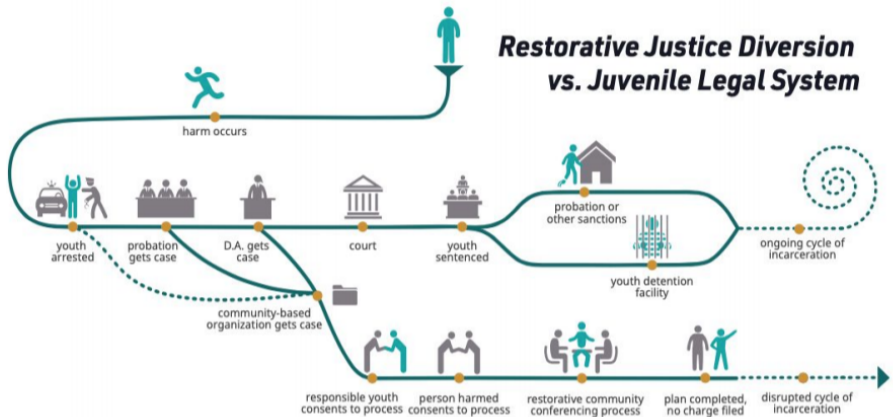 Restorative Justice Diversion
vs. Juvenile Legal System
harm occurs
youth
arrested
probation
gets case
D.A. gets
case
court
youth
sentenced
probation or
other sanctions
youth detention
facility
ongoing cycle of
incarceration
community-based
organization gets case
responsible youth
consents to process
person harmed
consents to process
restorative community
conferencing process
plan completed,
no charge filed
disrupted cycle of
incarceration